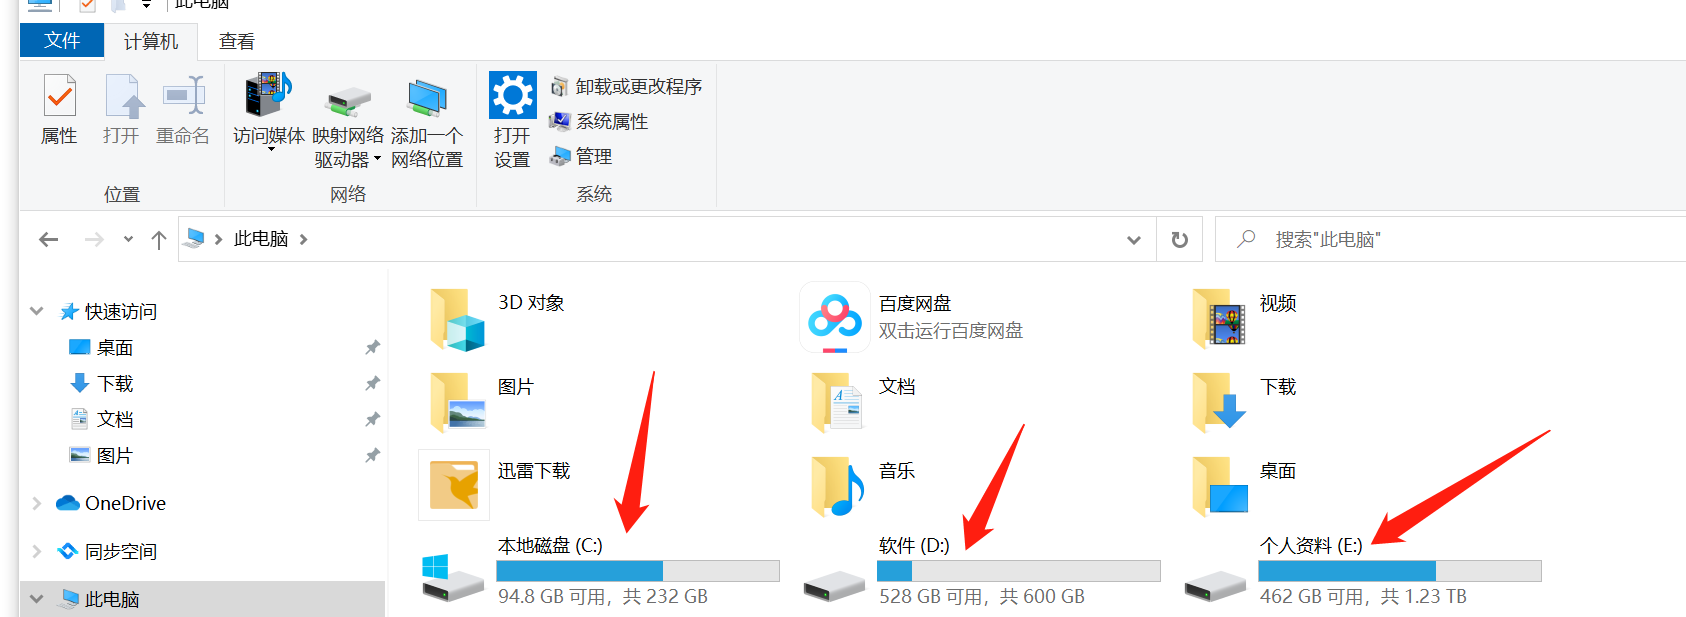 此电脑
文件 计算机 查看
属性 打开 重命名 访问媒体 映射网络驱动器 添加一个网络位置 打开设置
卸载或更改程序
系统属性
管理
位置 网络 系统
此电脑
搜索"此电脑"
快速访问
桌面
下载
文档
图片
OneDrive
同步空间
此电脑
3D 对象
百度网盘
双击运行百度网盘
视频
图片
文档
下载
迅雷下载
音乐
桌面
本地磁盘 (C:)
94.8 GB 可用，共 232 GB
软件 (D:)
528 GB 可用，共 600 GB
个人资料 (E:)
462 GB 可用，共 1.23 TB